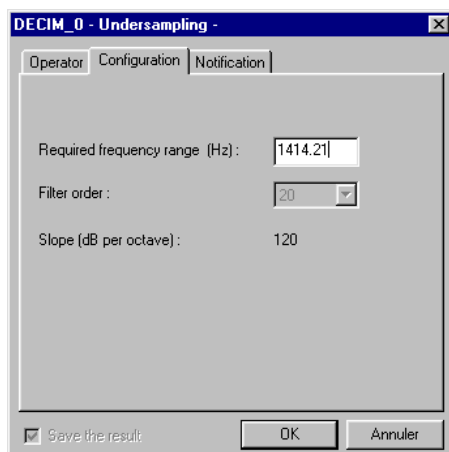 DECIM_0 - Undersampling -
Operator Configuration Notification
Required frequency range (Hz) : 1414.21
Filter order : 20
Slope (dB per octave) : 120
Save the result OK Annuler